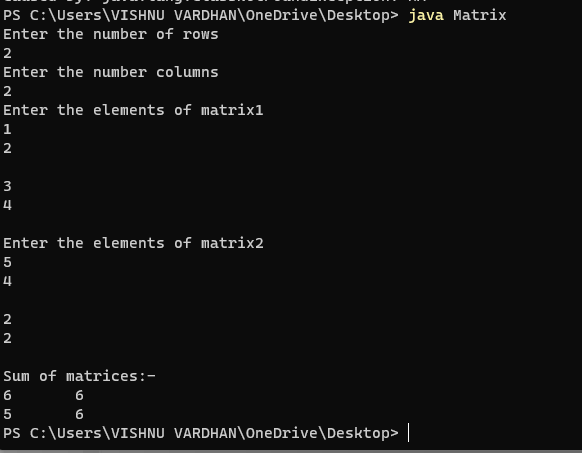 PS C:\Users\VISHNU VARDHAN\OneDrive\Desktop> java Matrix
Enter the number of rows
2
Enter the number columns
2
Enter the elements of matrix1
1
2
3
4
Enter the elements of matrix2
5
4
2
2
Sum of matrices:-
6 6
5 6
PS C:\Users\VISHNU VARDHAN\OneDrive\Desktop>